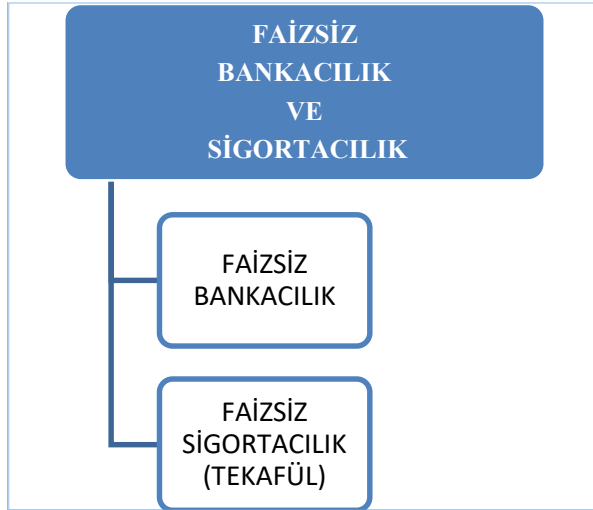 FAİZSİZ
BANKACILIK
VE
SİGORTACILIK
FAİZSİZ
BANKACILIK
FAİZSİZ
SİGORTACILIK
(TEKAFÜL)